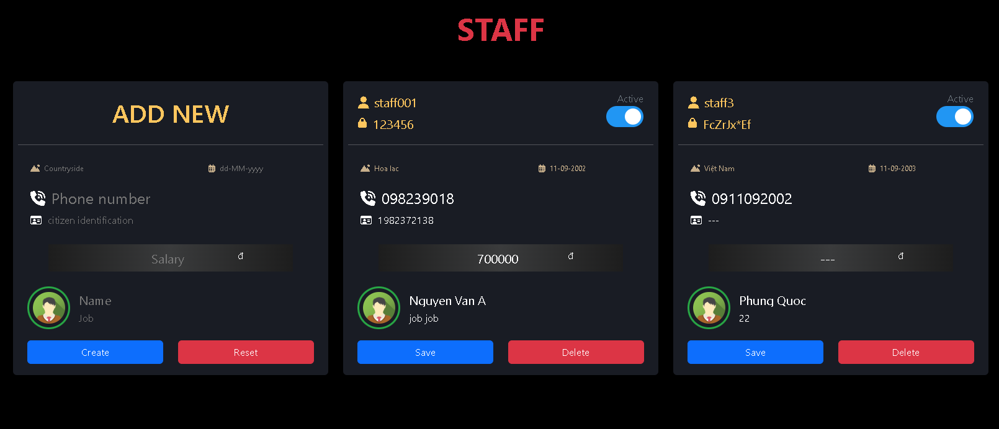 STAFF
ADD NEW
Countryside
dd-MM-yyyy
Phone number
citizen identification
Salary đ
Name
Job
Create
Reset
staff001
Active
123456
Hoa lac
11-09-2002
098239018
1982372138
700000 đ
Nguyen Van A
job job
Save
Delete
staff3
Active
FcZrJx*Ef
Việt Nam
11-09-2003
0911092002
---
--- đ
Phung Quoc
22
Save
Delete